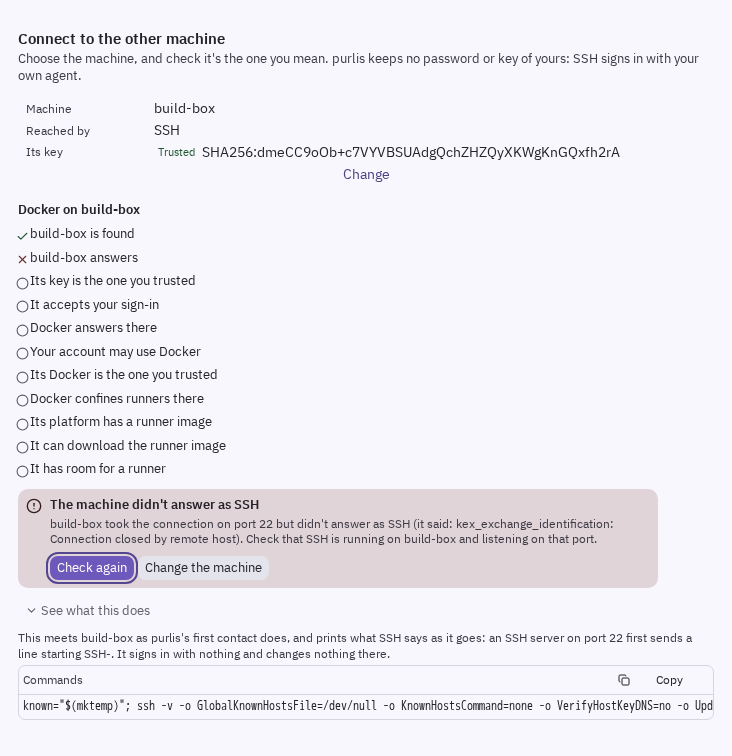 Connect to the other machine
Choose the machine, and check it's the one you mean. purlis keeps no password or key of yours: SSH signs in with your
own agent.
Machine build-box
Reached by SSH
Its key Trusted SHA256:dmeCC9oOb+c7VYVBSUAdgQchZHZQyXKWgKnGQxfh2rA
Change
Docker on build-box
build-box is found
build-box answers
Its key is the one you trusted
It accepts your sign-in
Docker answers there
Your account may use Docker
Its Docker is the one you trusted
Docker confines runners there
Its platform has a runner image
It can download the runner image
It has room for a runner
The machine didn't answer as SSH
build-box took the connection on port 22 but didn't answer as SSH (it said: kex_exchange_identification:
Connection closed by remote host). Check that SSH is running on build-box and listening on that port.
Check again Change the machine
See what this does
This meets build-box as purlis's first contact does, and prints what SSH says as it goes: an SSH server on port 22 first sends a
line starting SSH-. It signs in with nothing and changes nothing there.
Commands Copy
known="$(mktemp)"; ssh -v -o GlobalKnownHostsFile=/dev/null -o KnownHostsCommand=none -o VerifyHostKeyDNS=no -o Upd